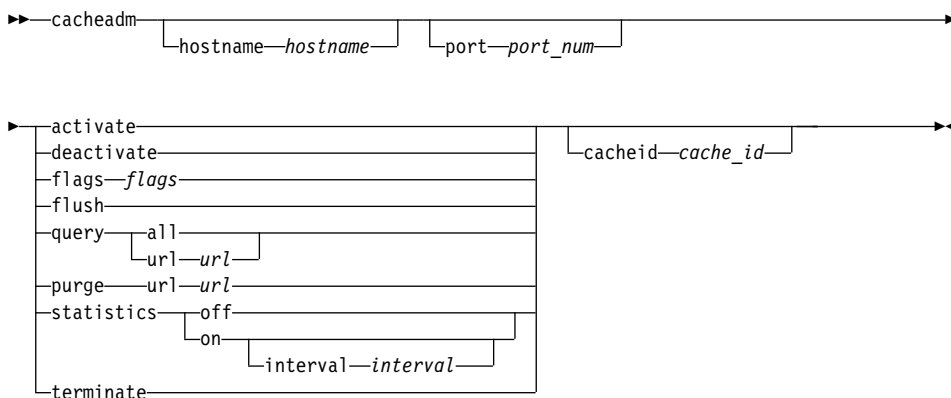 cacheadm
hostname hostname port port_num
activate
deactivate cacheid cache_id
flags flags
flush
query all
url url
purge url url
statistics off
on
interval interval
terminate